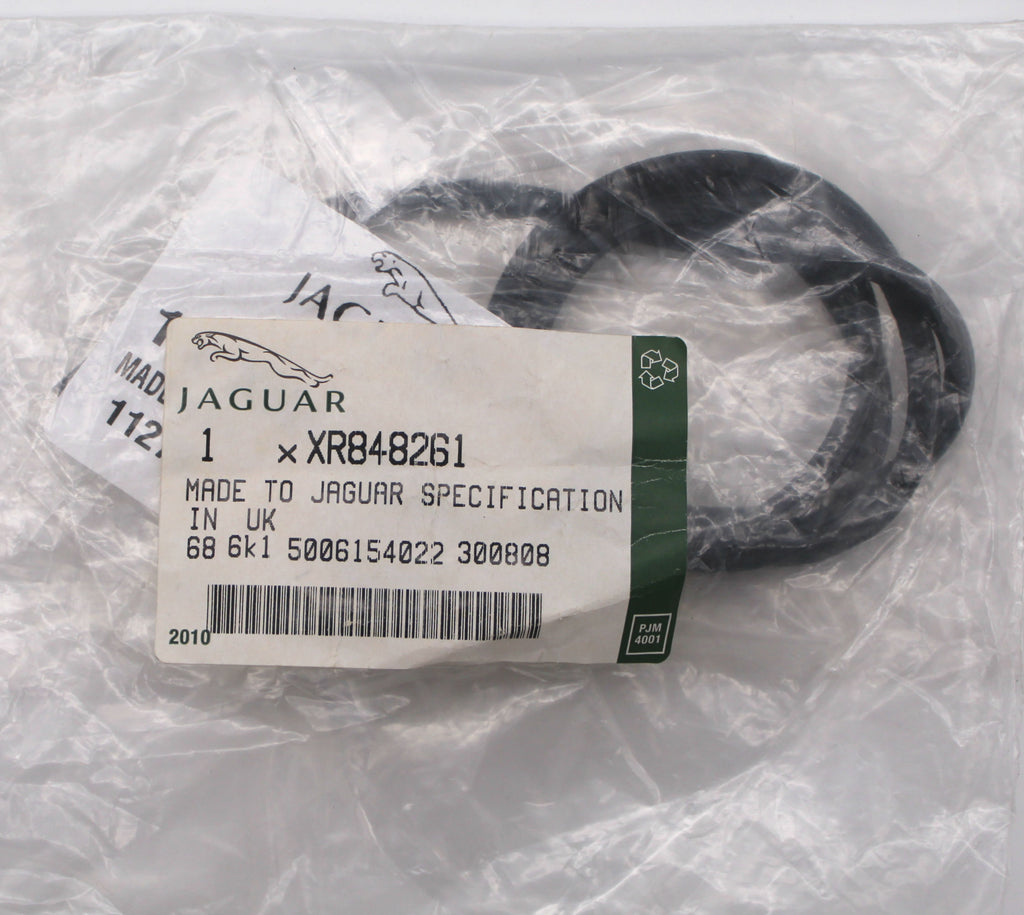 JAGUAR
1 x XR848261
MADE TO JAGUAR SPECIFICATION
IN UK
68 6k1 5006154022 300808
2010
PJM
4001